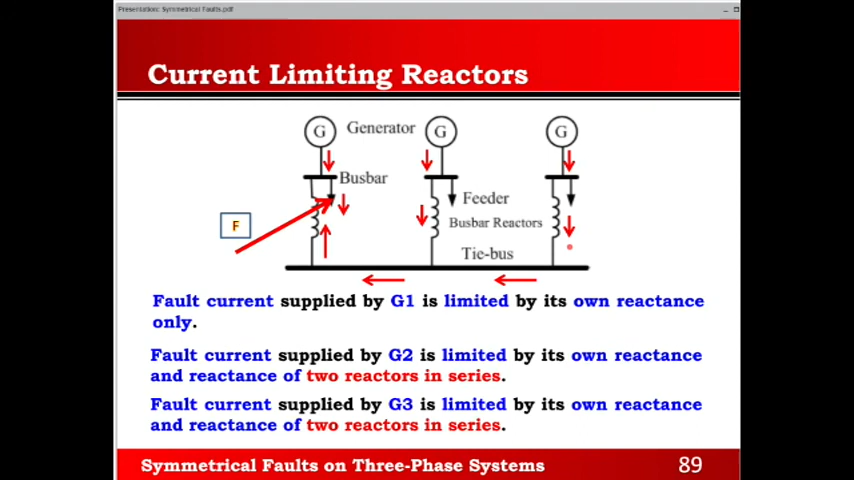 Presentation: Symmetrical Faults.pdf
Current Limiting Reactors
G Generator G G
Busbar
Feeder
F
Busbar Reactors
Tie-bus
Fault current supplied by G1 is limited by its own reactance
only.
Fault current supplied by G2 is limited by its own reactance
and reactance of two reactors in series.
Fault current supplied by G3 is limited by its own reactance
and reactance of two reactors in series.
Symmetrical Faults on Three-Phase Systems 89